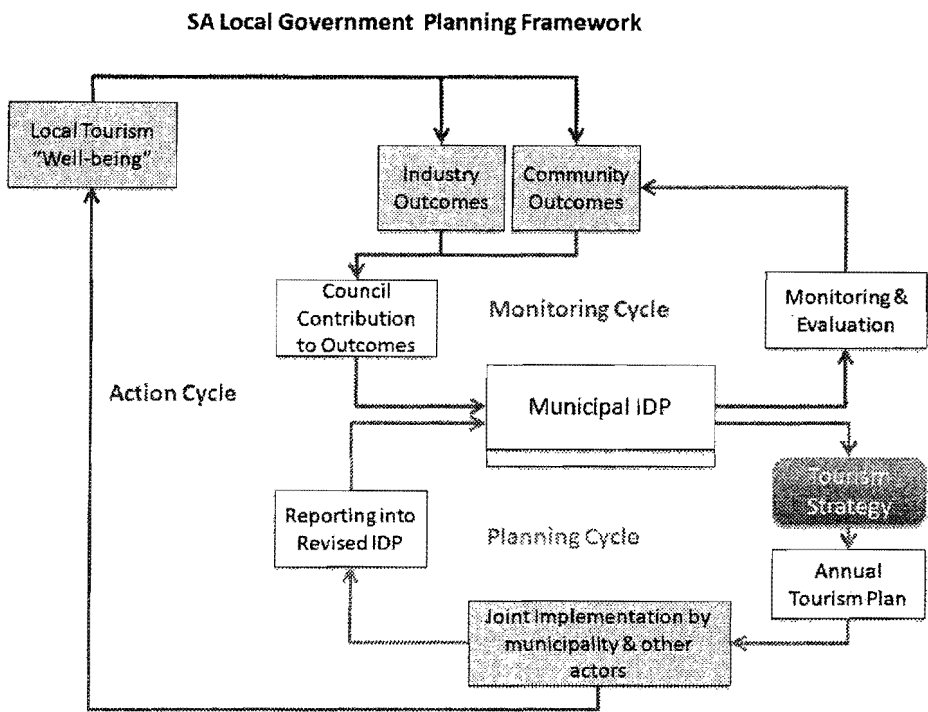 SA Local Government Planning Framework
Local Tourism
"Well-being"
Industry
Outcomes
Community
Outcomes
Council
Contribution
to Outcomes
Monitoring Cycle
Monitoring &
Evaluation
Action Cycle
Municipal IDP
Tourism
Strategy
Reporting into
Revised IDP
Planning Cycle
Annual
Tourism Plan
Joint Implementation by
municipality & other
actors